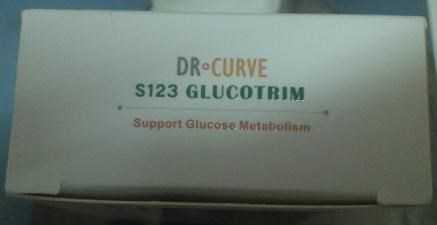 DR•CURVE
S123 GLUCOTRIM
Support Glucose Metabolism